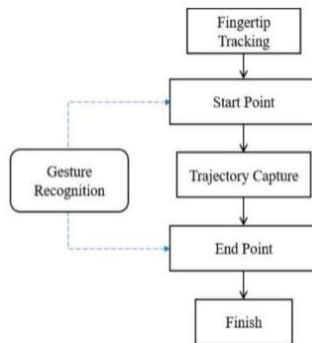 Fingertip
Tracking
Start Point
Gesture
Recognition
Trajectory Capture
End Point
Finish